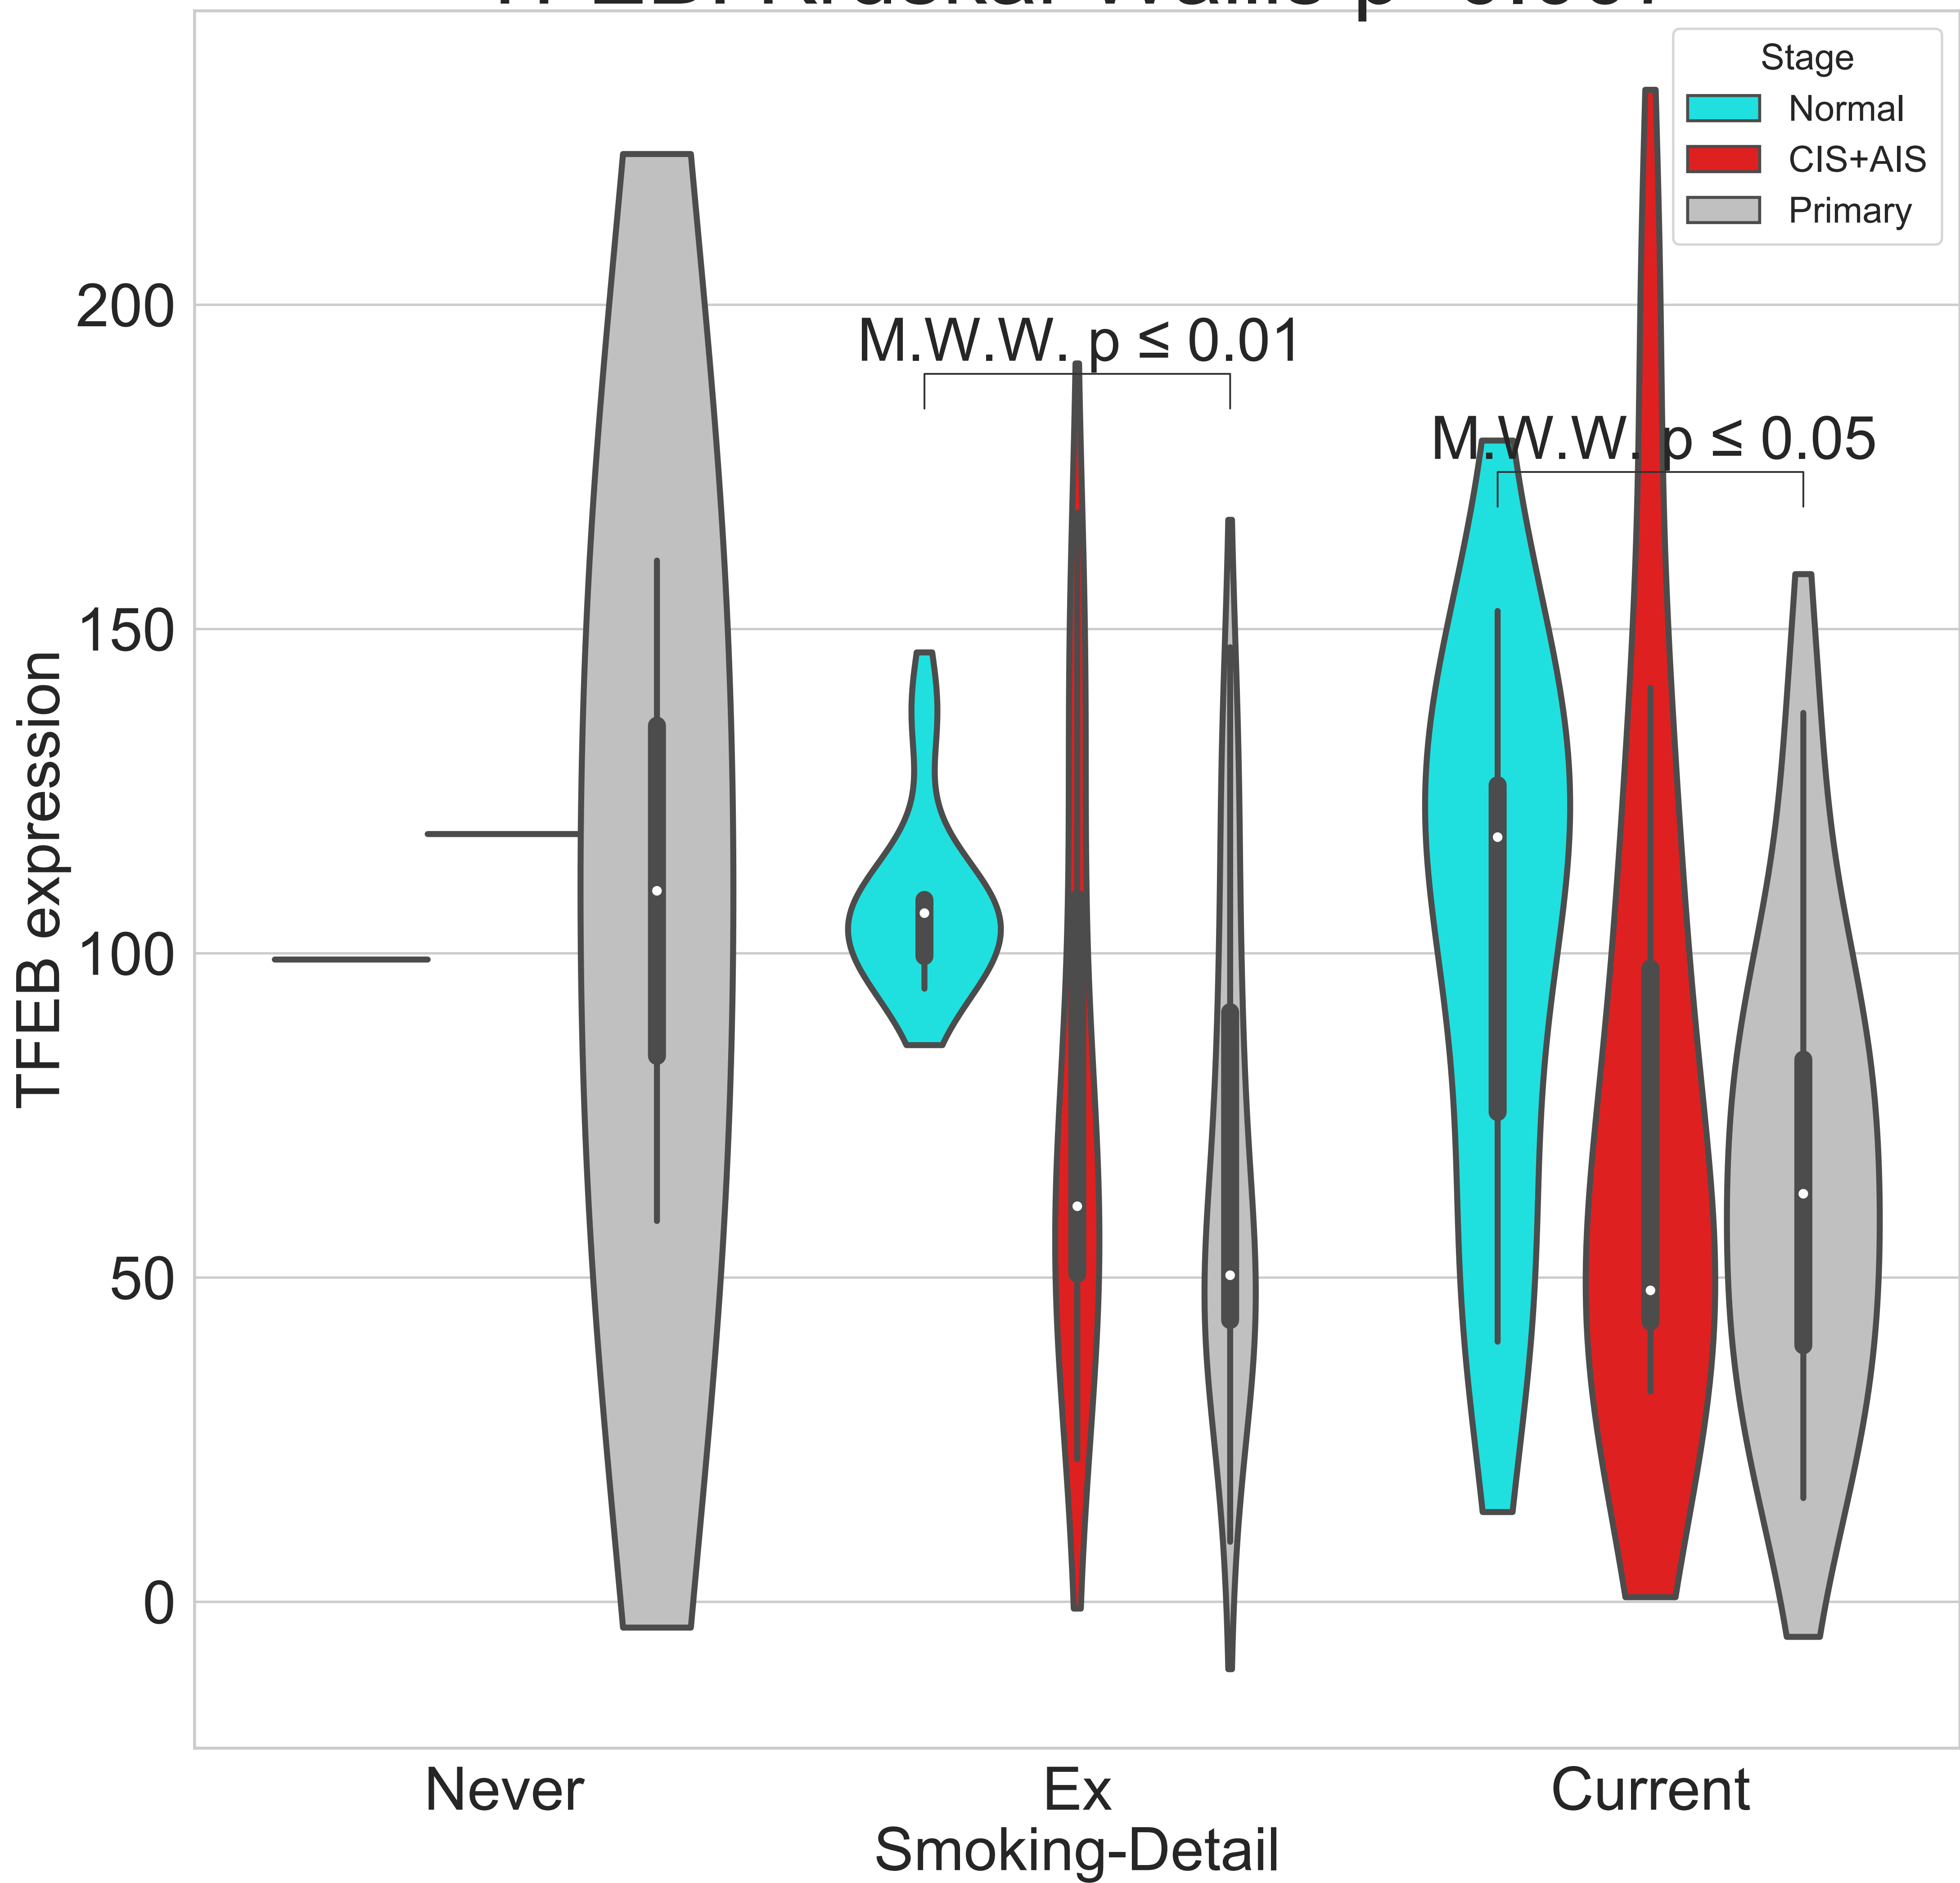 Stage
Normal
CIS+AIS
Primary
200
150
100
50
0
TFEB expression
M.W.W. p ≤ 0.01
M.W.W. p ≤ 0.05
Never
Ex
Current
Smoking-Detail